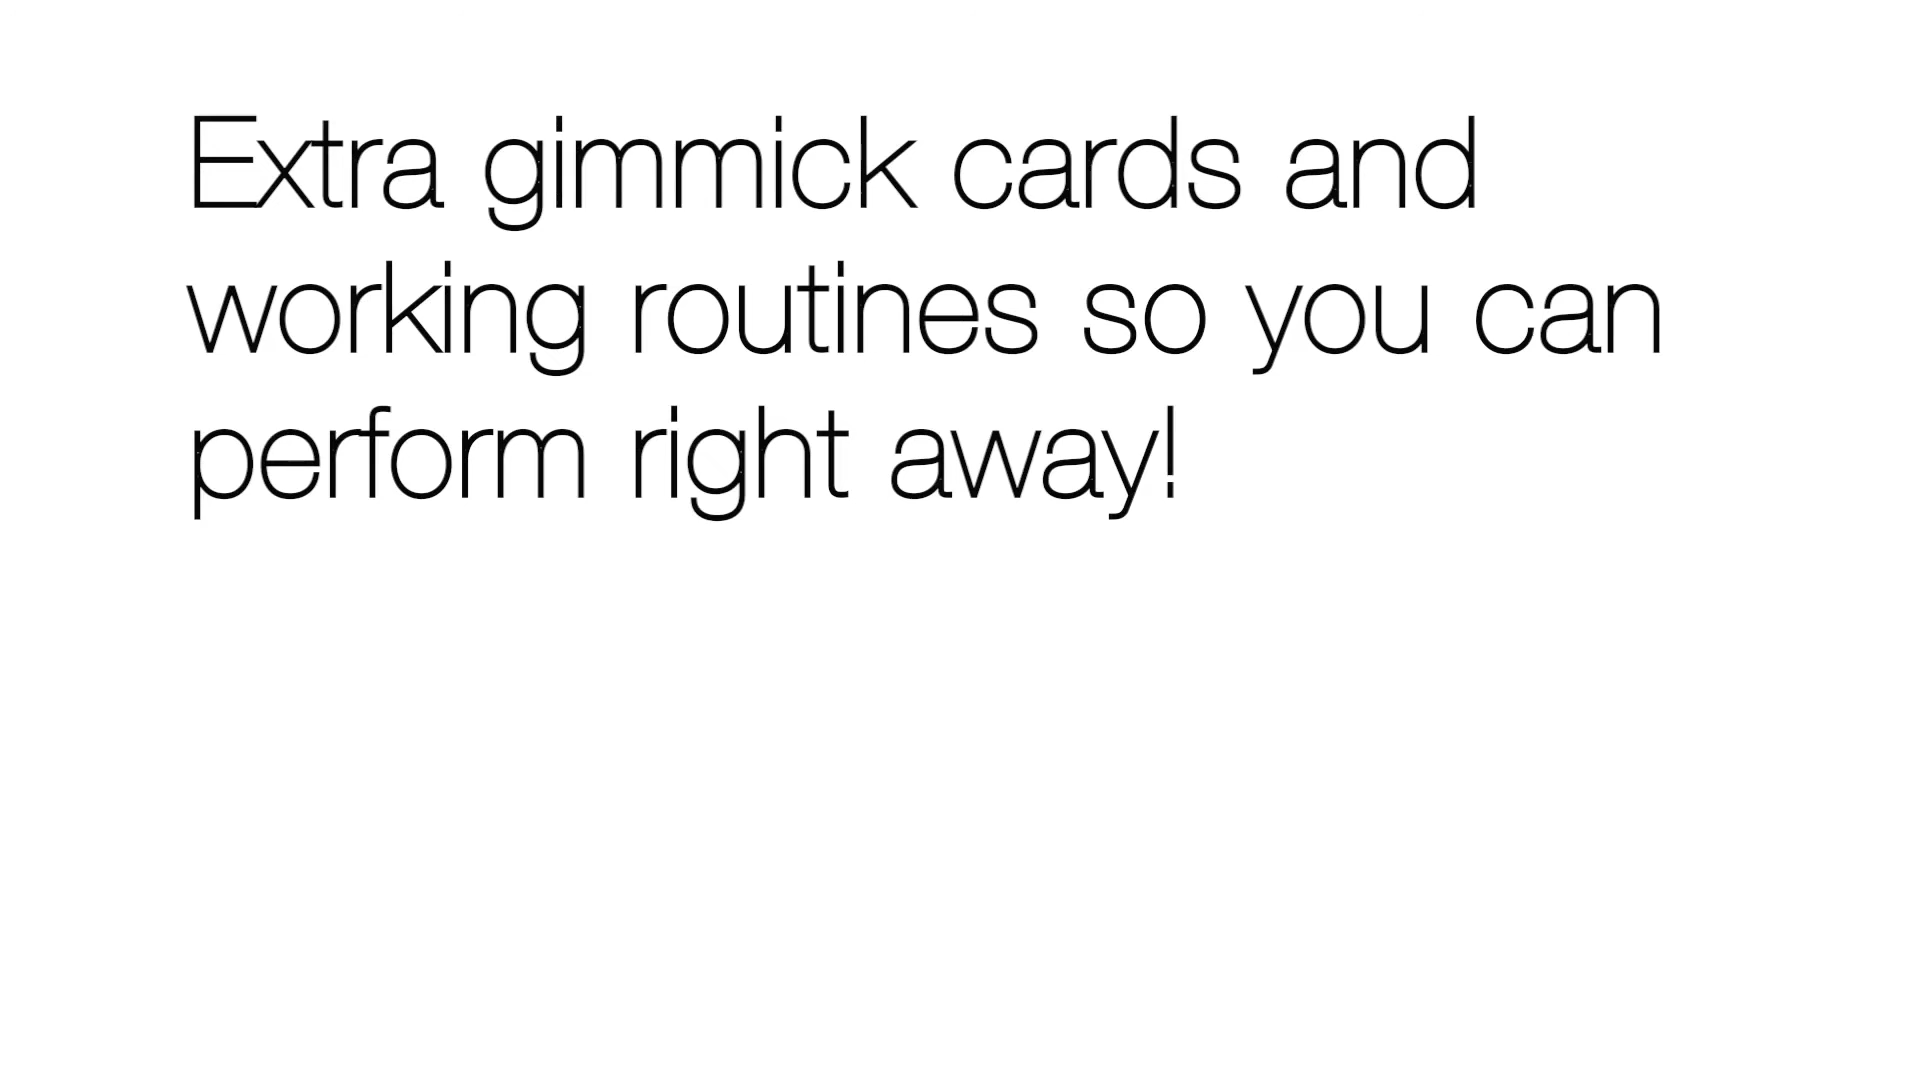 Extra gimmick cards and
working routines so you can
perform right away!